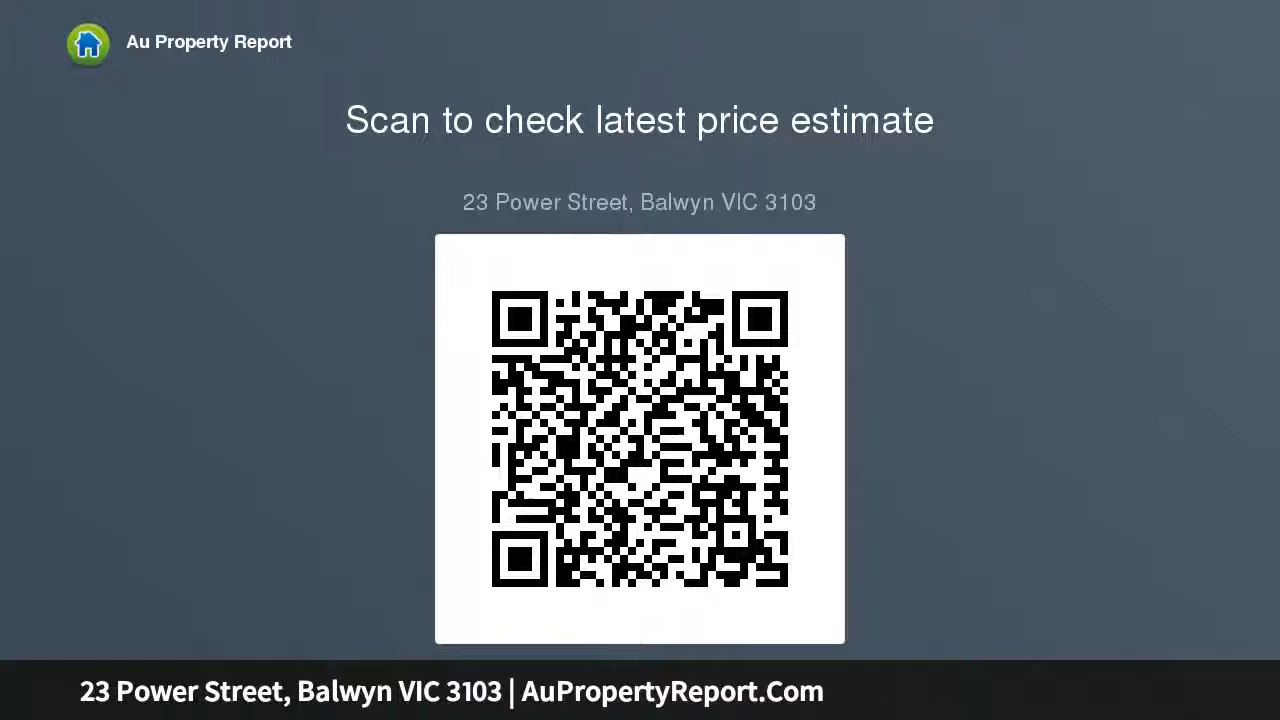 Au Property Report
Scan to check latest price estimate
23 Power Street, Balwyn VIC 3103
23 Power Street, Balwyn VIC 3103 | AuPropertyReport.Com